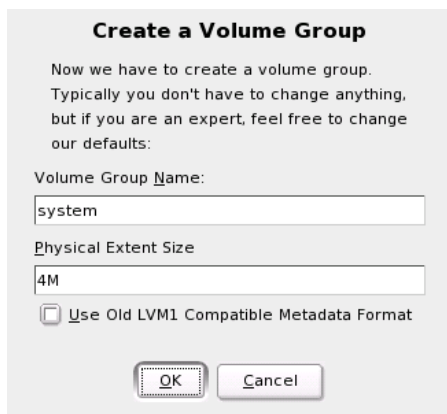 Create a Volume Group
Now we have to create a volume group.
Typically you don't have to change anything,
but if you are an expert, feel free to change
our defaults:
Volume Group Name:
system
Physical Extent Size
4M
Use Old LVM1 Compatible Metadata Format
OK
Cancel